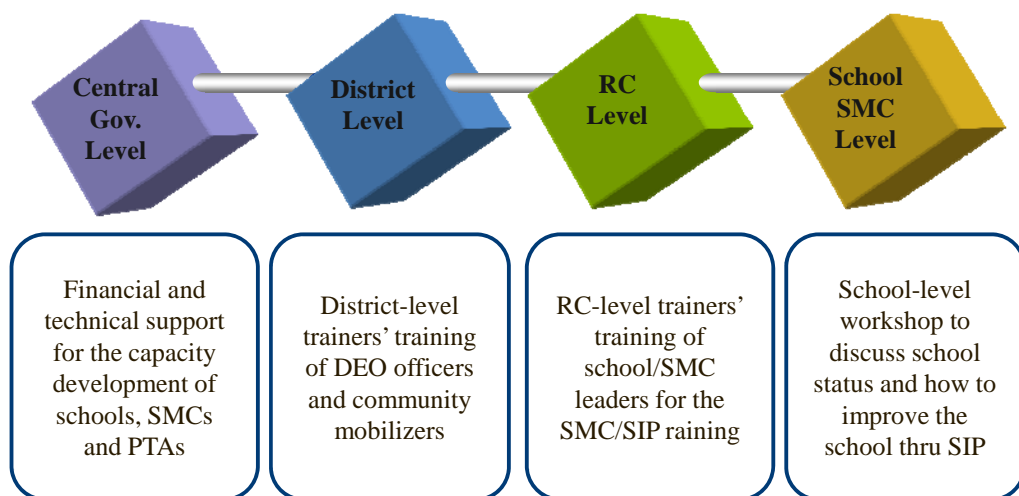 Central
Gov.
Level
District
Level
RC
Level
School
SMC
Level
Financial and
technical support
for the capacity
development of
schools, SMCs
and PTAs
District-level
trainers’ training
of DEO officers
and community
mobilizers
RC-level trainers’
training of
school/SMC
leaders for the
SMC/SIP raining
School-level
workshop to
discuss school
status and how to
improve the
school thru SIP